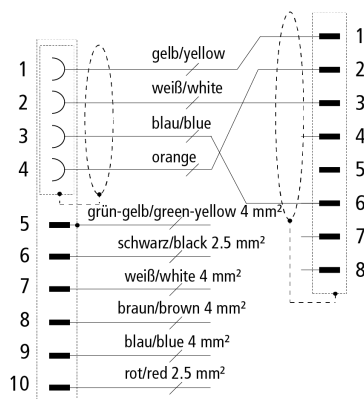 1
2
3
4
5
6
7
8
9
10
gelb/yellow
weiß/white
blau/blue
orange
grün-gelb/green-yellow 4 mm²
schwarz/black 2.5 mm²
weiß/white 4 mm²
braun/brown 4 mm²
blau/blue 4 mm²
rot/red 2.5 mm²
1
2
3
4
5
6
7
8